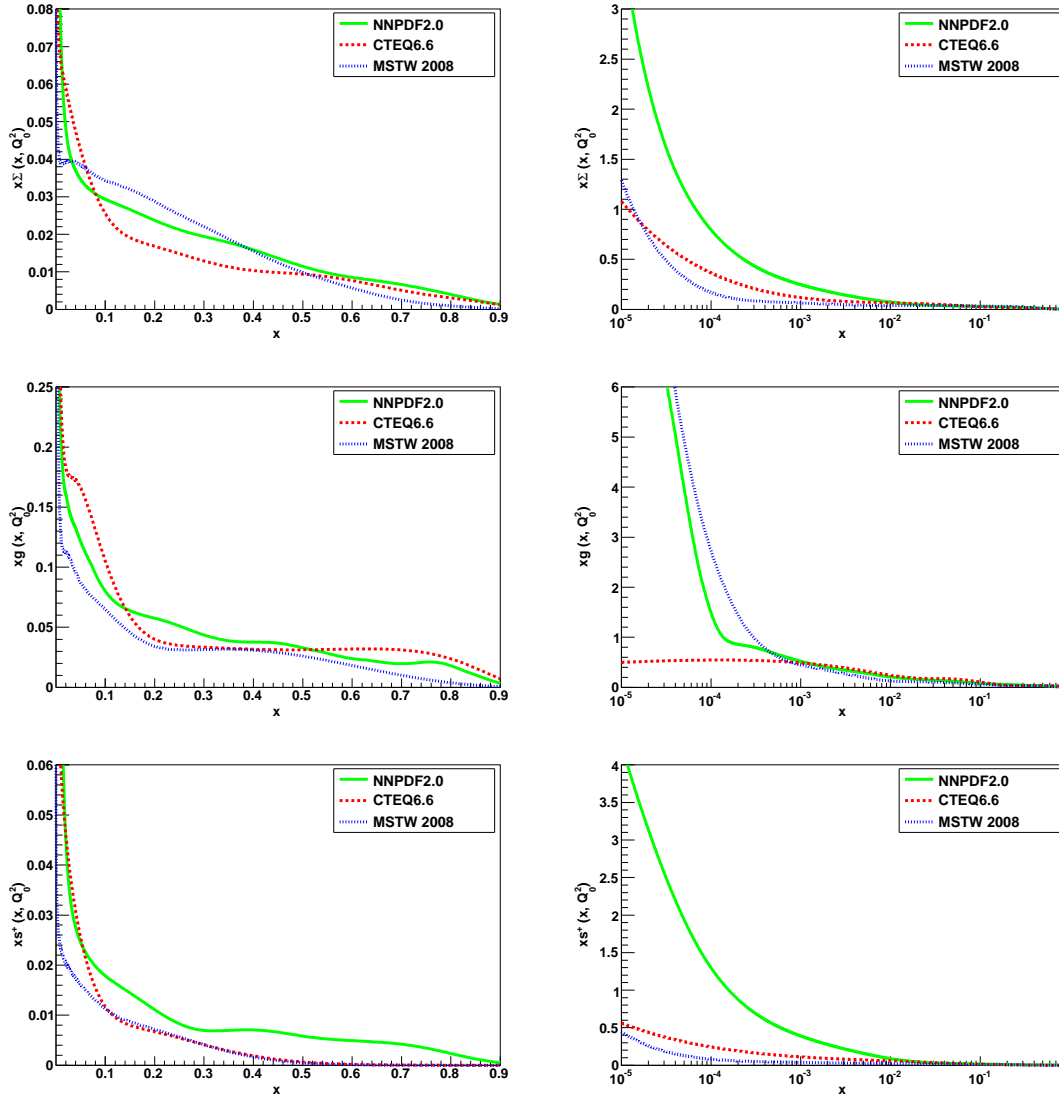 NNPDF2.0
CTEQ6.6
MSTW 2008
xΣ (x, Q₀²)
0.08
0.07
0.06
0.05
0.04
0.03
0.02
0.01
0
0.1 0.2 0.3 0.4 0.5 0.6 0.7 0.8 0.9
x
NNPDF2.0
CTEQ6.6
MSTW 2008
xΣ (x, Q₀²)
3
2.5
2
1.5
1
0.5
0
10⁻⁵ 10⁻⁴ 10⁻³ 10⁻² 10⁻¹
x
NNPDF2.0
CTEQ6.6
MSTW 2008
xg (x, Q₀²)
0.25
0.2
0.15
0.1
0.05
0
0.1 0.2 0.3 0.4 0.5 0.6 0.7 0.8 0.9
x
NNPDF2.0
CTEQ6.6
MSTW 2008
xg (x, Q₀²)
6
5
4
3
2
1
0
10⁻⁵ 10⁻⁴ 10⁻³ 10⁻² 10⁻¹
x
NNPDF2.0
CTEQ6.6
MSTW 2008
xs⁺ (x, Q₀²)
0.06
0.05
0.04
0.03
0.02
0.01
0
0.1 0.2 0.3 0.4 0.5 0.6 0.7 0.8 0.9
x
NNPDF2.0
CTEQ6.6
MSTW 2008
xs⁺ (x, Q₀²)
4
3.5
3
2.5
2
1.5
1
0.5
0
10⁻⁵ 10⁻⁴ 10⁻³ 10⁻² 10⁻¹
x